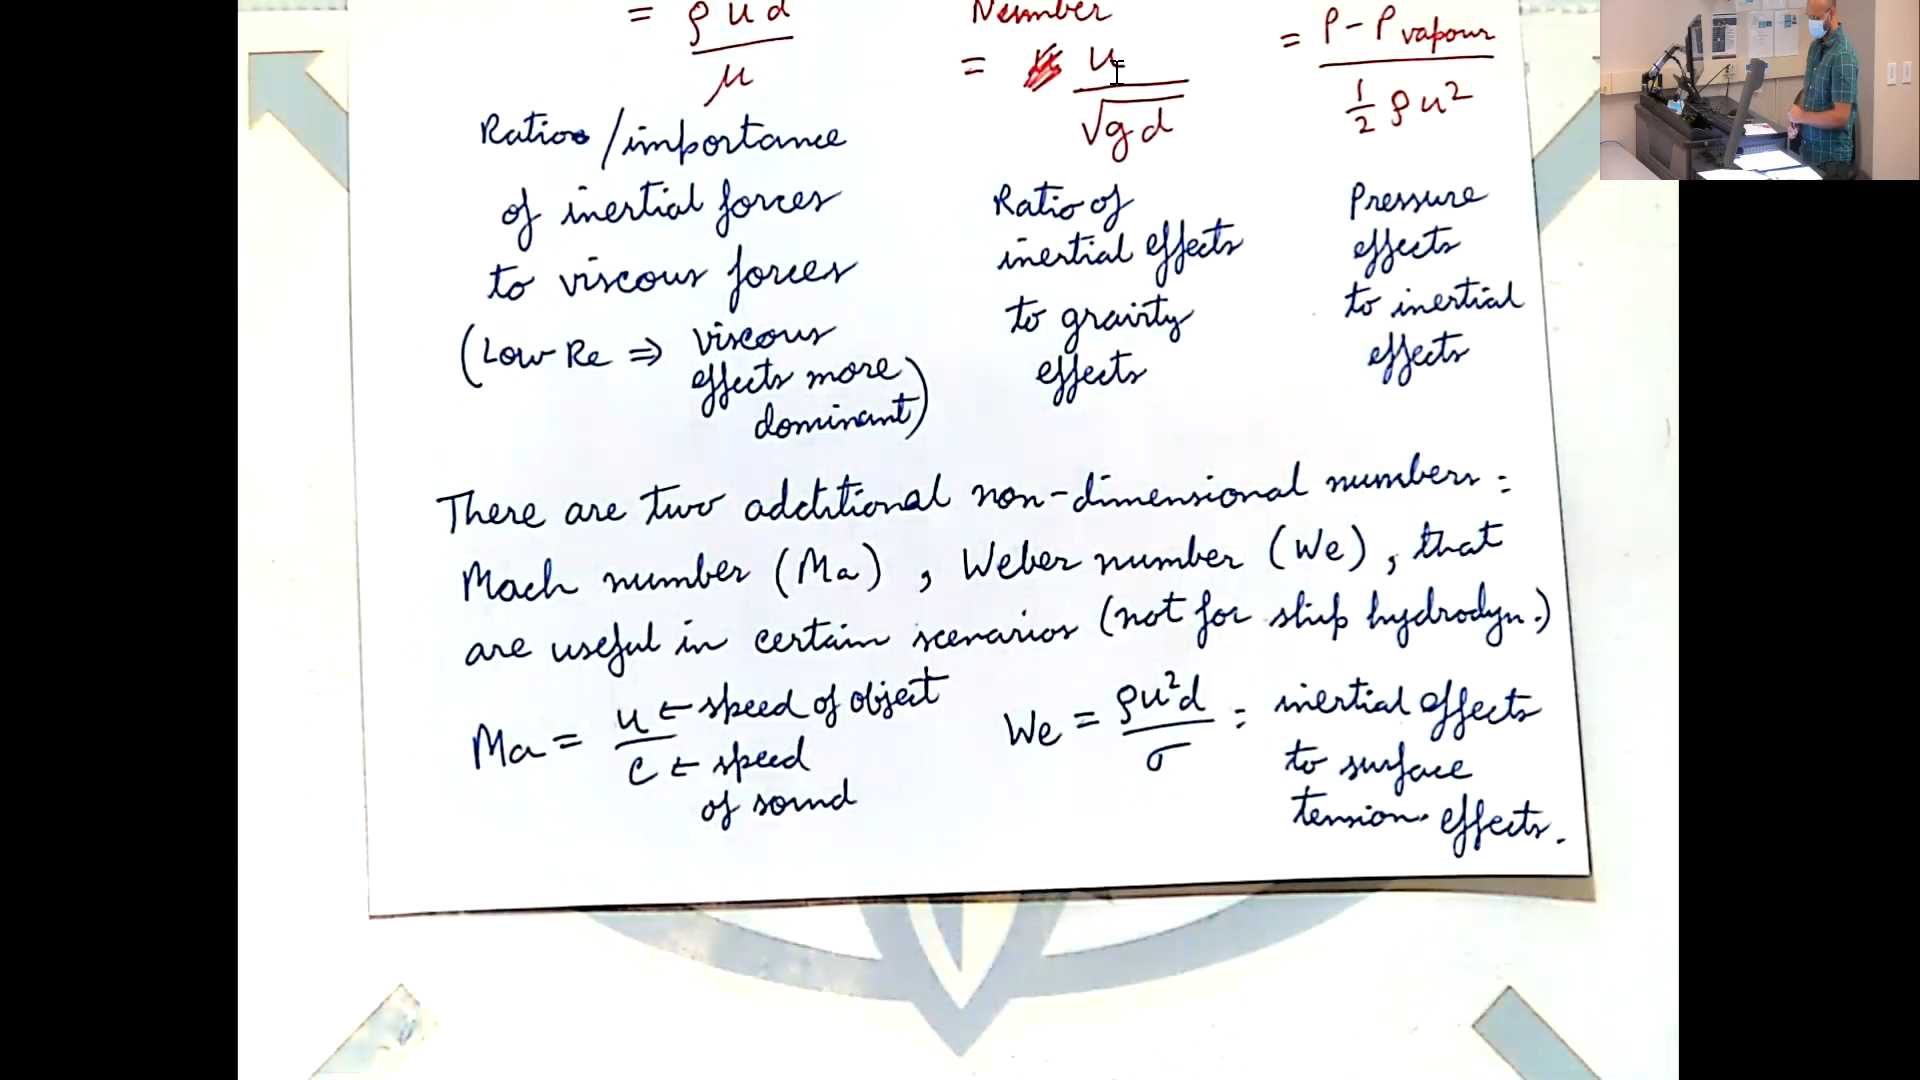 = ρ u d / μ
Number
= u / √gd
= P - P vapour / 1/2 ρ u²
Ratio /importance
of inertial forces
to viscous forces
(Low Re ⇒ viscous
effects more
dominant)
Ratio of
inertial effects
to gravity
effects
Pressure
effects
to inertial
effects
There are two additional non-dimensional numbers:
Mach number (Ma), Weber number (We), that
are useful in certain scenarios (not for ship hydrodyn.)
Ma = u ← speed of object
c ← speed
of sound
We = ρu²d / σ = inertial effects
to surface
tension effects.